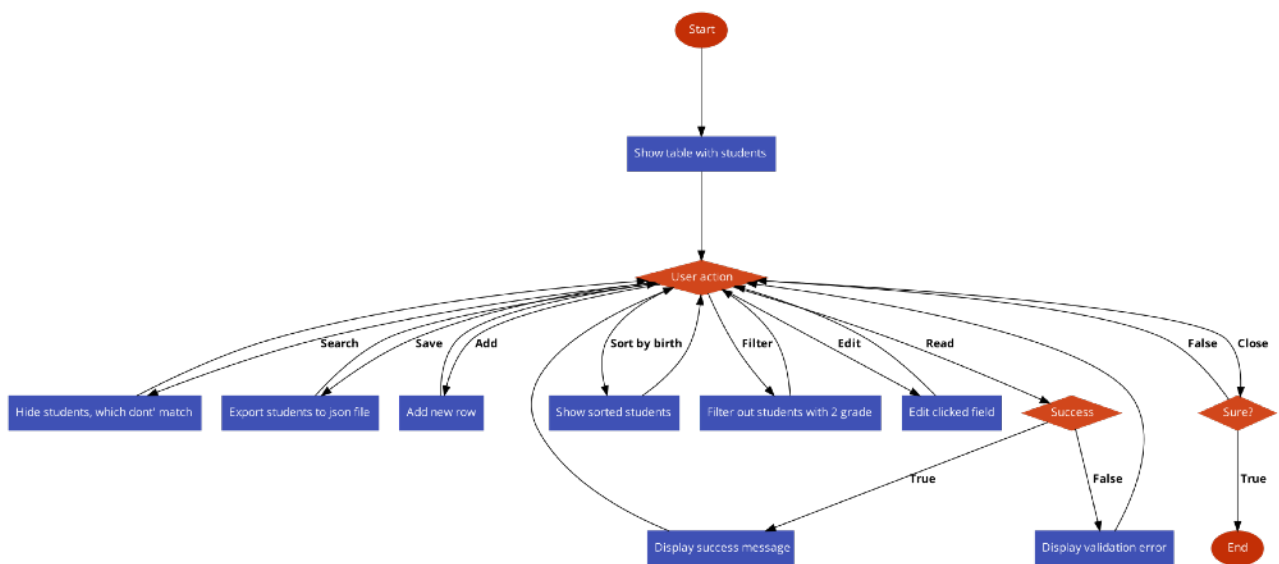 Start
Show table with students
User action
Search
Save
Add
Sort by birth
Filter
Edit
Read
False
Close
Hide students, which dont' match
Export students to json file
Add new row
Show sorted students
Filter out students with 2 grade
Edit clicked field
Success
Sure?
True
False
True
Display success message
Display validation error
End